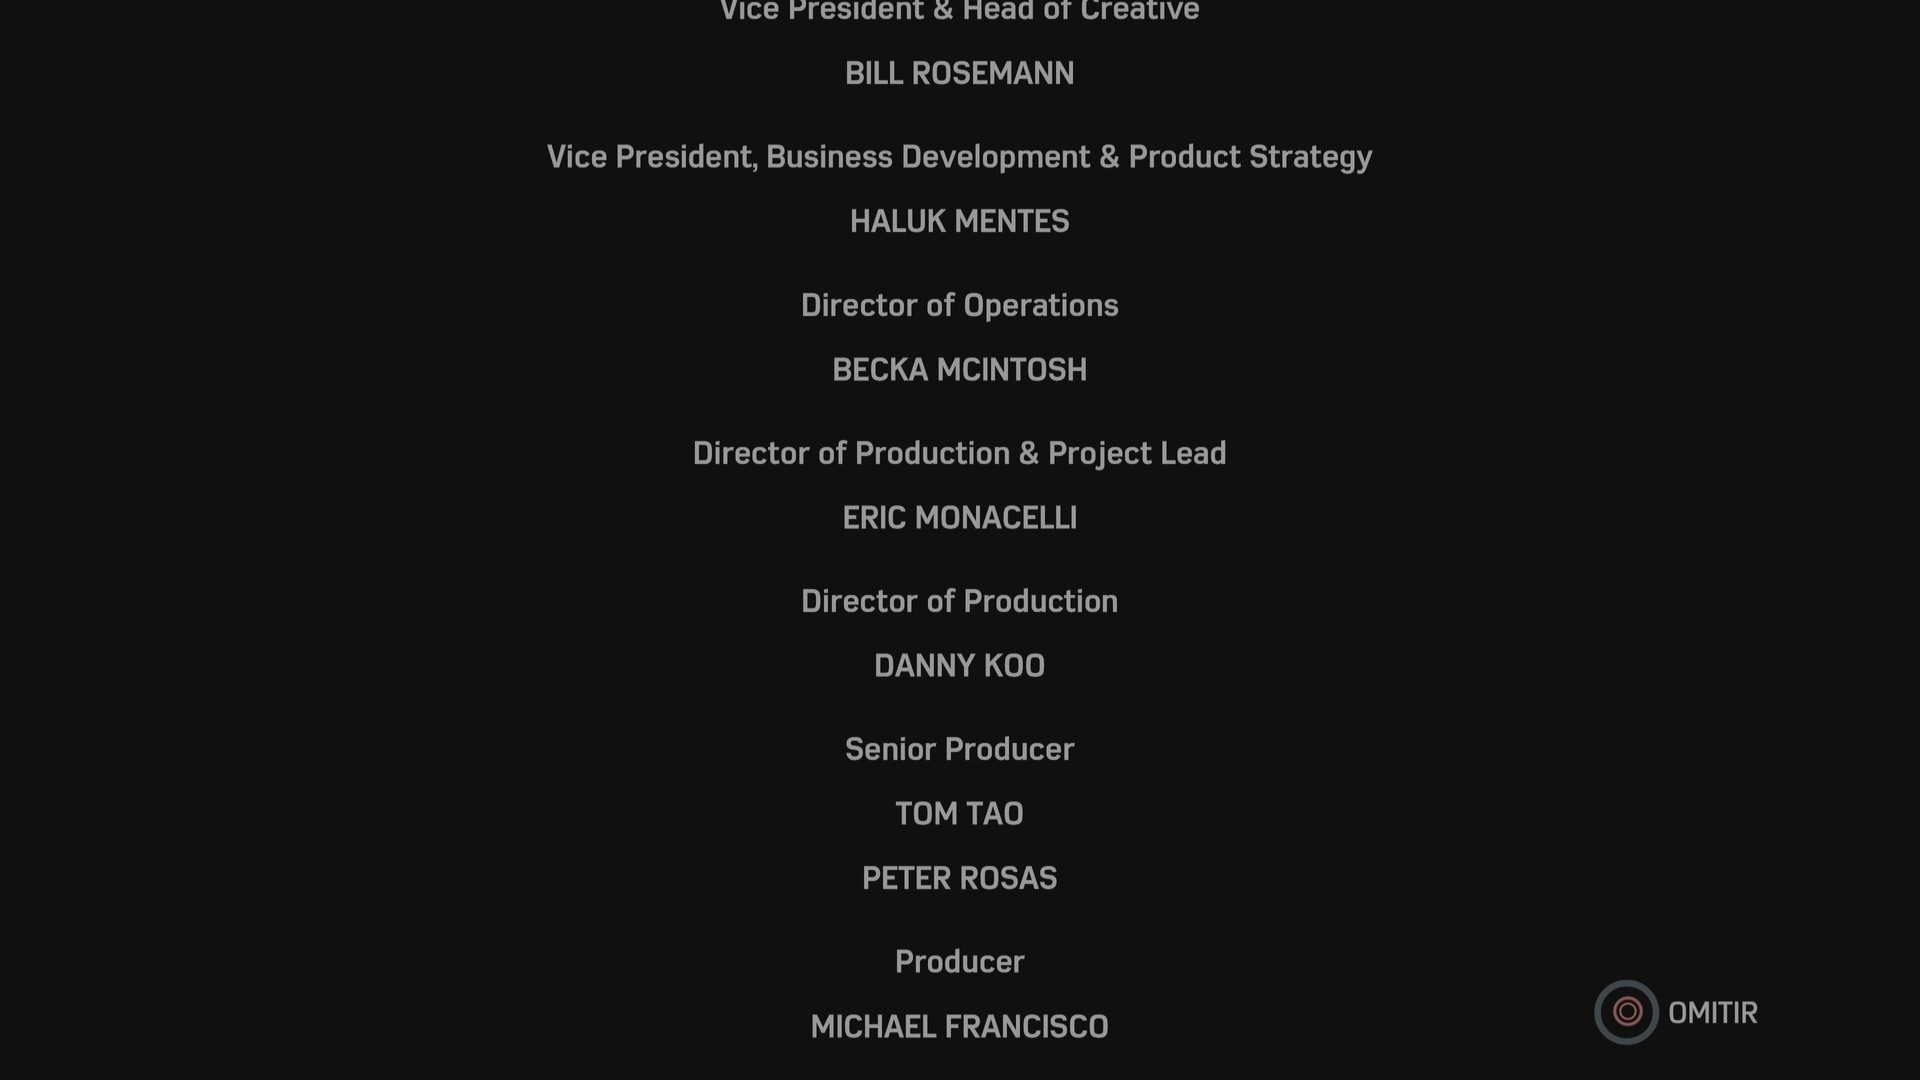 Vice President & Head of Creative
BILL ROSEMANN
Vice President, Business Development & Product Strategy
HALUK MENTES
Director of Operations
BECKA MCINTOSH
Director of Production & Project Lead
ERIC MONACELLI
Director of Production
DANNY KOO
Senior Producer
TOM TAO
PETER ROSAS
Producer
MICHAEL FRANCISCO
OMITIR